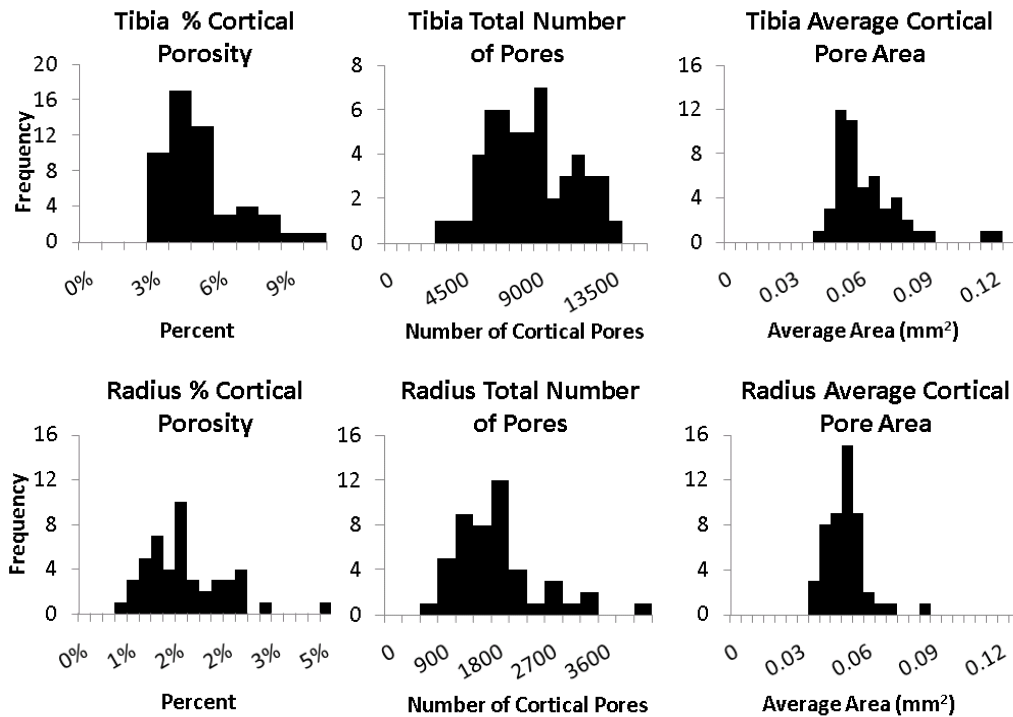 Tibia % Cortical
Porosity
20
16
12
8
4
0
Frequency
0% 3% 6% 9%
Percent
Tibia Total Number
of Pores
8
6
4
2
0
0 4500 9000 13500
Number of Cortical Pores
Tibia Average Cortical
Pore Area
16
12
8
4
0
0 0.03 0.06 0.09 0.12
Average Area (mm²)
Radius % Cortical
Porosity
16
12
8
4
0
Frequency
0% 1% 2% 2% 3% 5%
Percent
Radius Total Number
of Pores
16
12
8
4
0
0 900 1800 2700 3600
Number of Cortical Pores
Radius Average Cortical
Pore Area
16
12
8
4
0
0 0.03 0.06 0.09 0.12
Average Area (mm²)